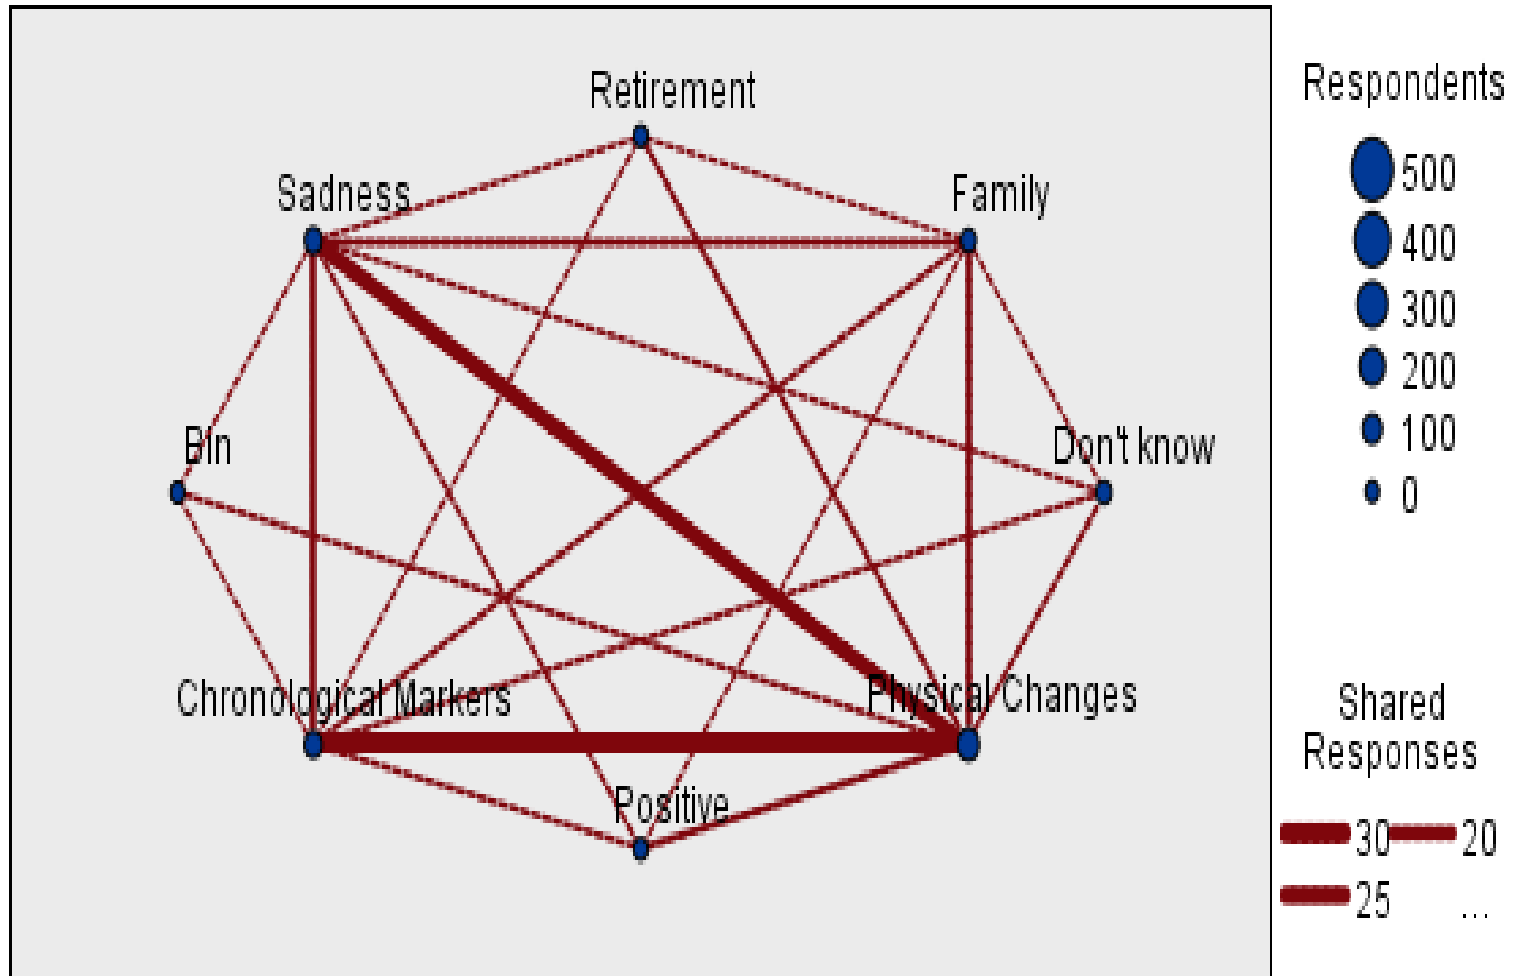 Retirement
Sadness
Family
Bin
Don't know
Chronological Markers
Physical Changes
Positive
Respondents
500
400
300
200
100
0
Shared
Responses
30
20
25
...